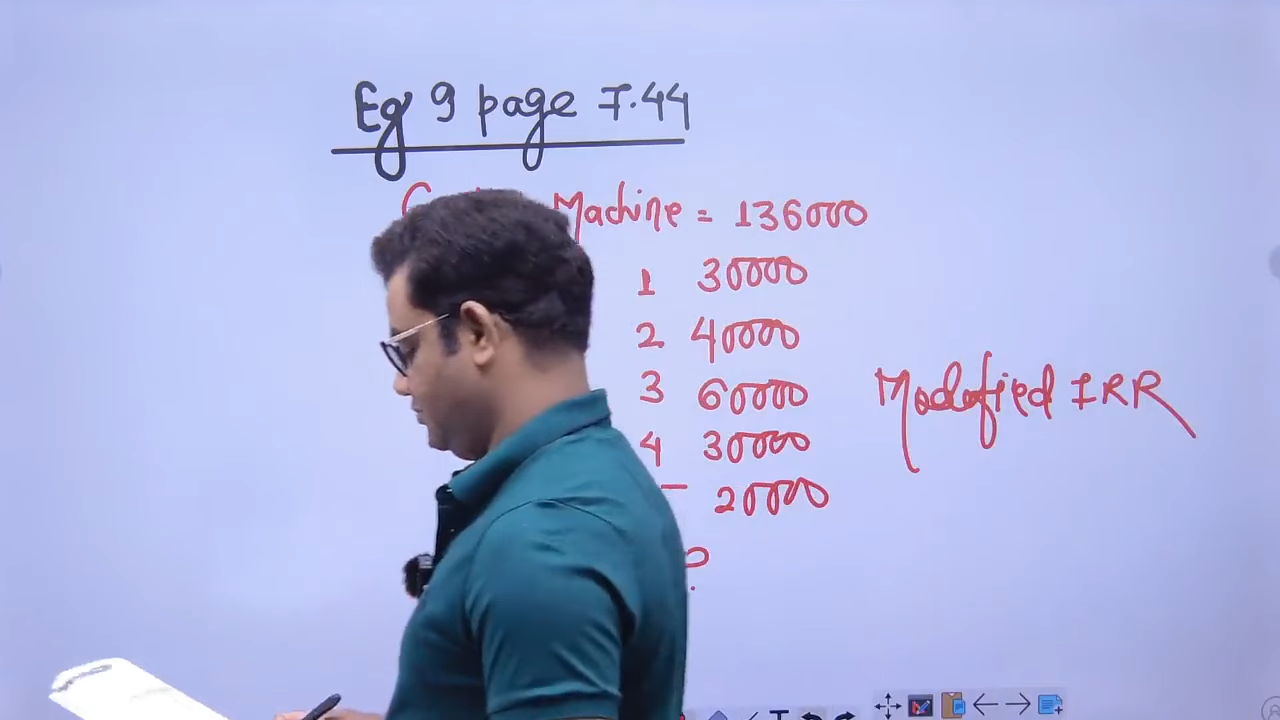 Eg 9 page 7.44
Machine = 136000
1 30000
2 40000
3 60000
4 30000
20000
?
Modified IRR